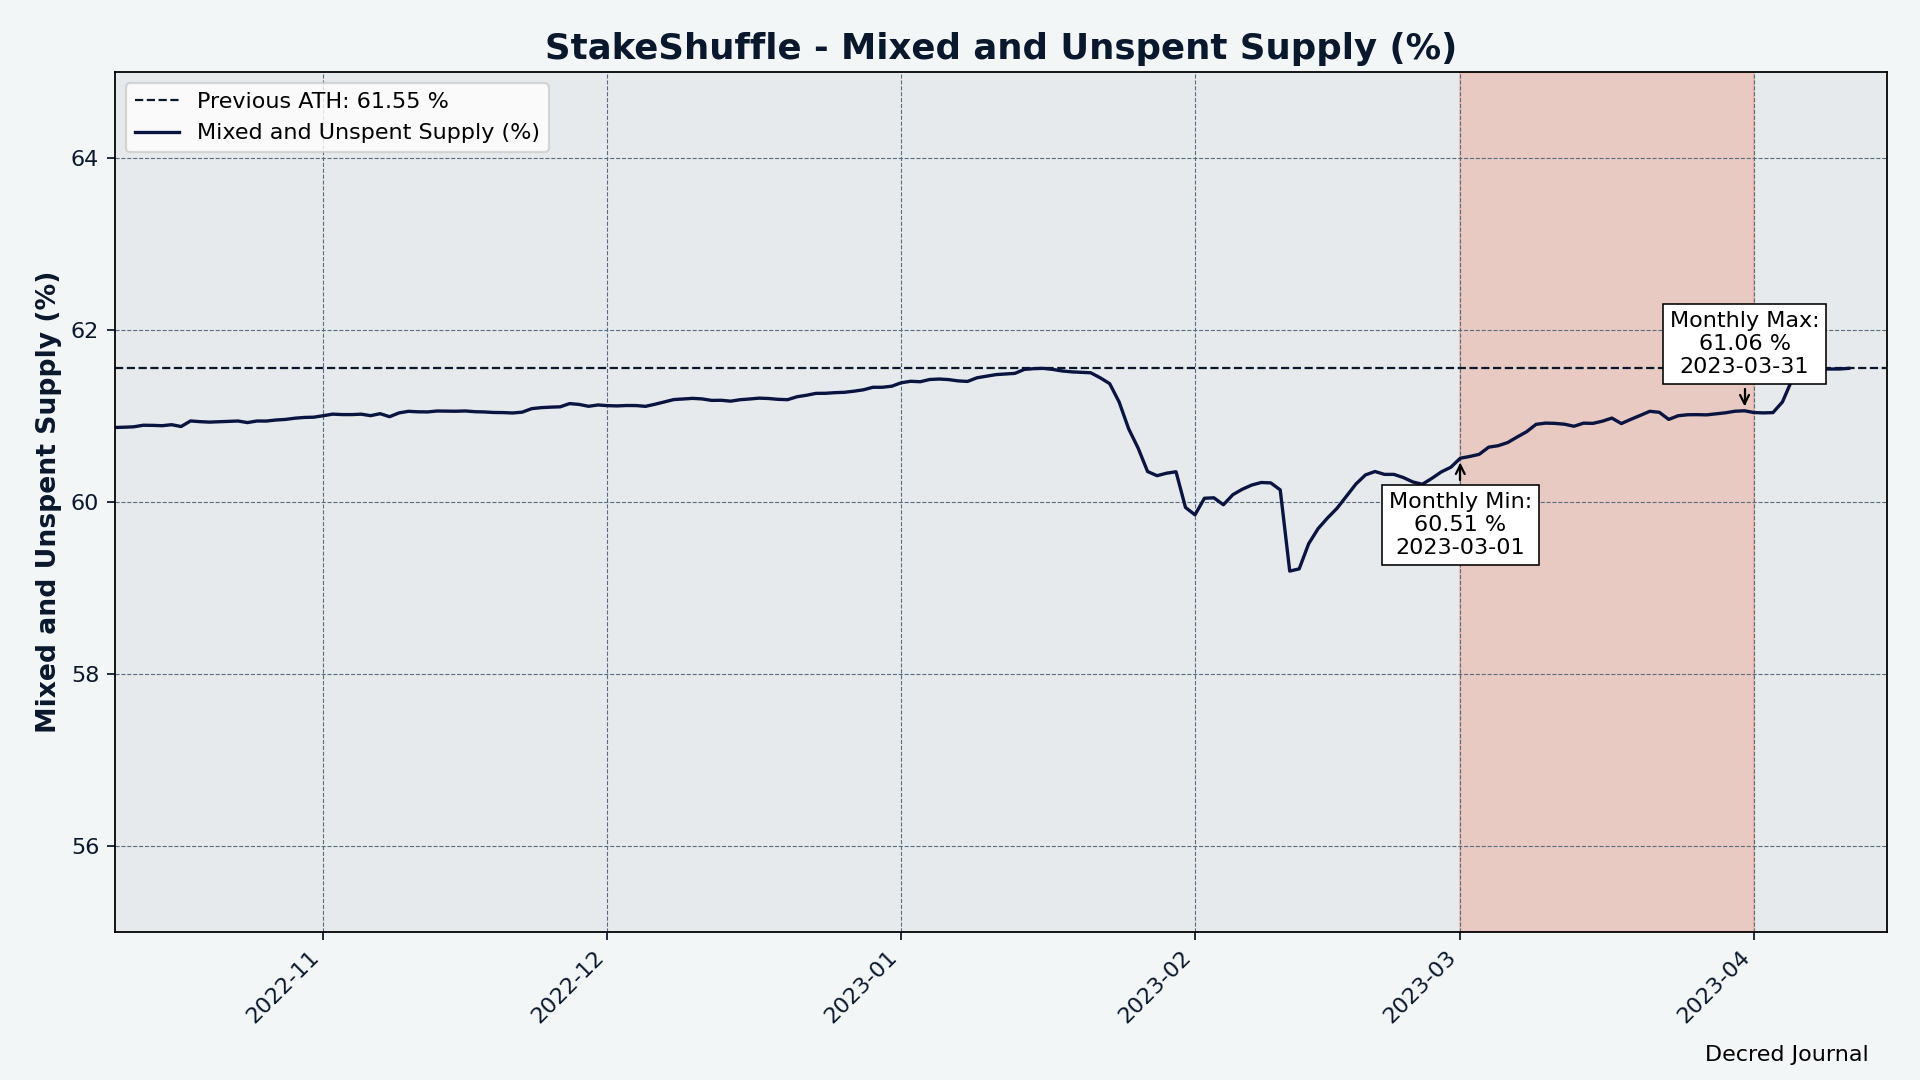 StakeShuffle - Mixed and Unspent Supply (%)
Previous ATH: 61.55 %
Mixed and Unspent Supply (%)
Mixed and Unspent Supply (%)
64
62
60
58
56
Monthly Max:
61.06 %
2023-03-31
Monthly Min:
60.51 %
2023-03-01
2022-11
2022-12
2023-01
2023-02
2023-03
2023-04
Decred Journal